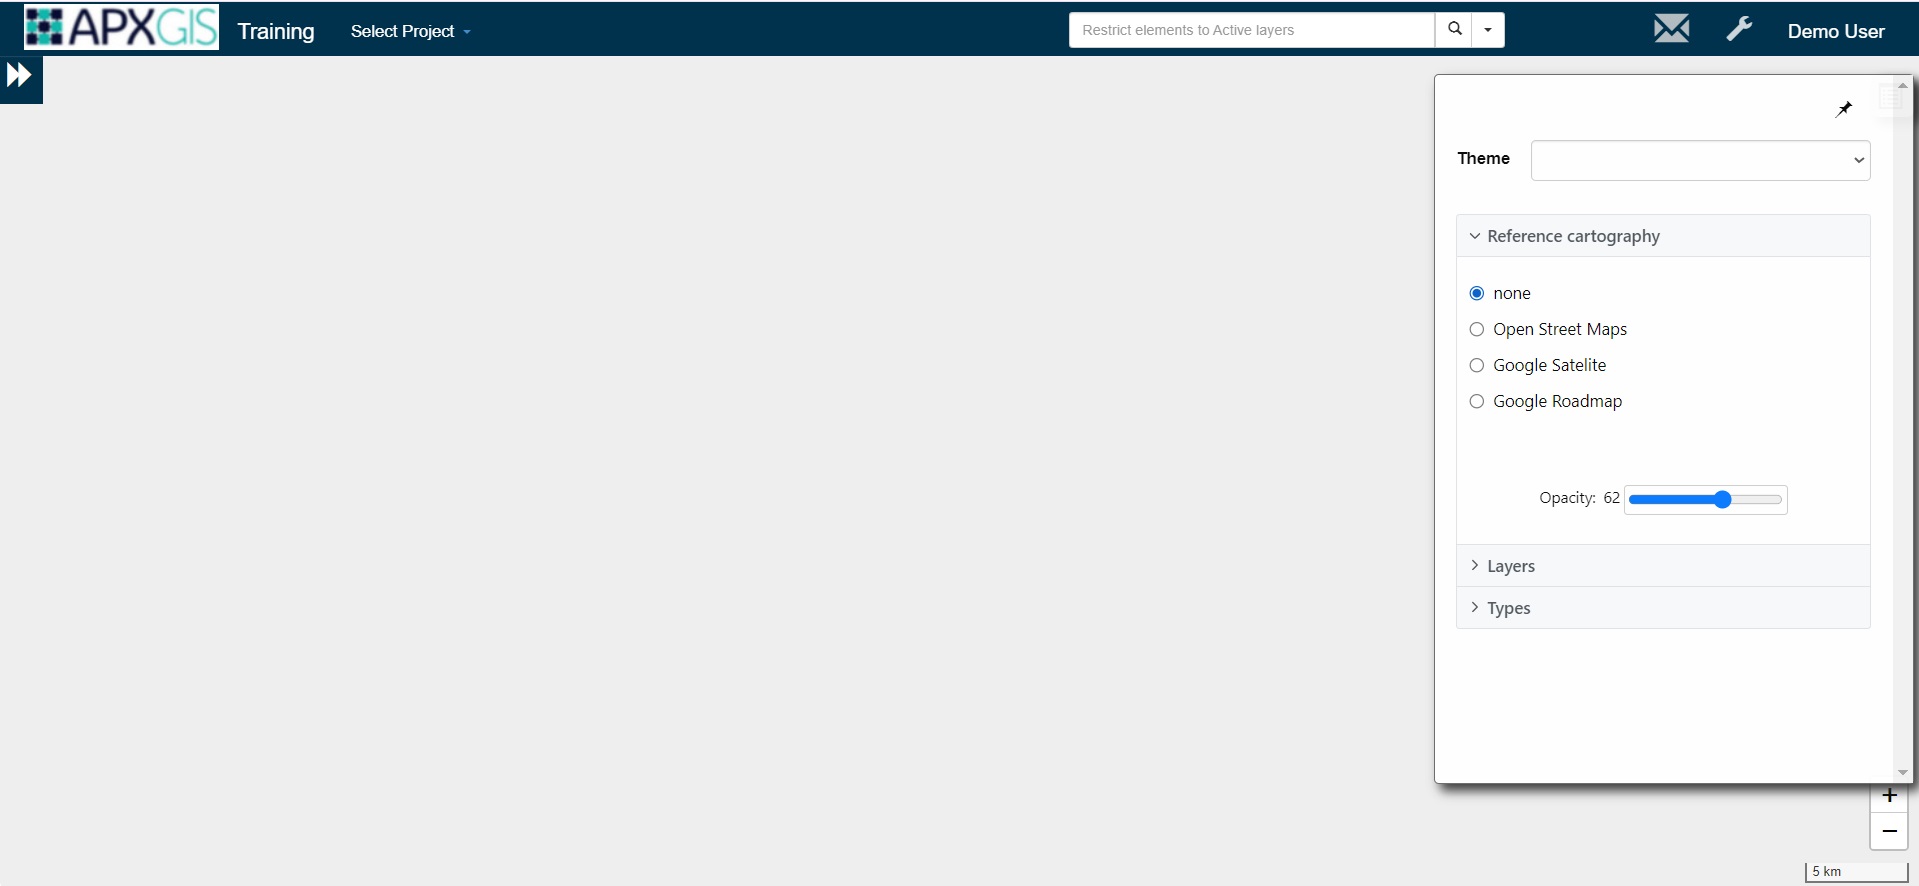 APXGIS Training Select Project Restrict elements to Active layers Demo User
Theme
Reference cartography
none
Open Street Maps
Google Satelite
Google Roadmap
Opacity: 62
Layers
Types
+
−
5 km